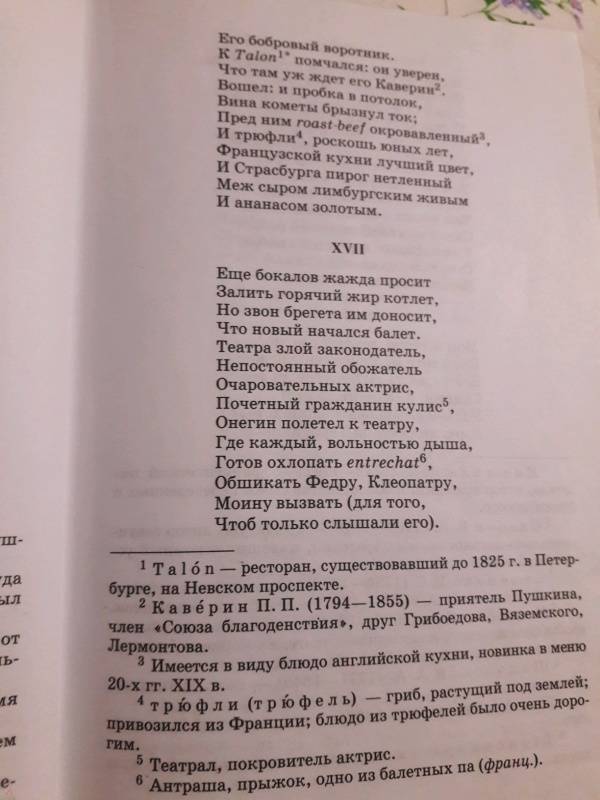 Его бобровый воротник.
К Talon¹* помчался: он уверен,
Что там уж ждет его Каверин².
Вошел: и пробка в потолок,
Вина кометы брызнул ток;
Пред ним roast-beef окровавленный³,
И трюфли⁴, роскошь юных лет,
Французской кухни лучший цвет,
И Страсбурга пирог нетленный
Меж сыром лимбургским живым
И ананасом золотым.
XVII
Еще бокалов жажда просит
Залить горячий жир котлет,
Но звон брегета им доносит,
Что новый начался балет.
Театра злой законодатель,
Непостоянный обожатель
Очаровательных актрис,
Почетный гражданин кулис⁵,
Онегин полетел к театру,
Где каждый, вольностью дыша,
Готов охлопать entrechat⁶,
Обшикать Федру, Клеопатру,
Моину вызвать (для того,
Чтоб только слышали его).
¹ Talón — ресторан, существовавший до 1825 г. в Петер-
бурге, на Невском проспекте.
² Каве́рин П. П. (1794—1855) — приятель Пушкина,
член «Союза благоденствия», друг Грибоедова, Вяземского,
Лермонтова.
³ Имеется в виду блюдо английской кухни, новинка в меню
20-х гг. XIX в.
⁴ трю́фли (трю́фель) — гриб, растущий под землей;
привозился из Франции; блюдо из трюфелей было очень доро-
гим.
⁵ Театрал, покровитель актрис.
⁶ Антраша, прыжок, одно из балетных па (франц.).
уш-
уда
ыл
от
ль-
мя
ем
е-